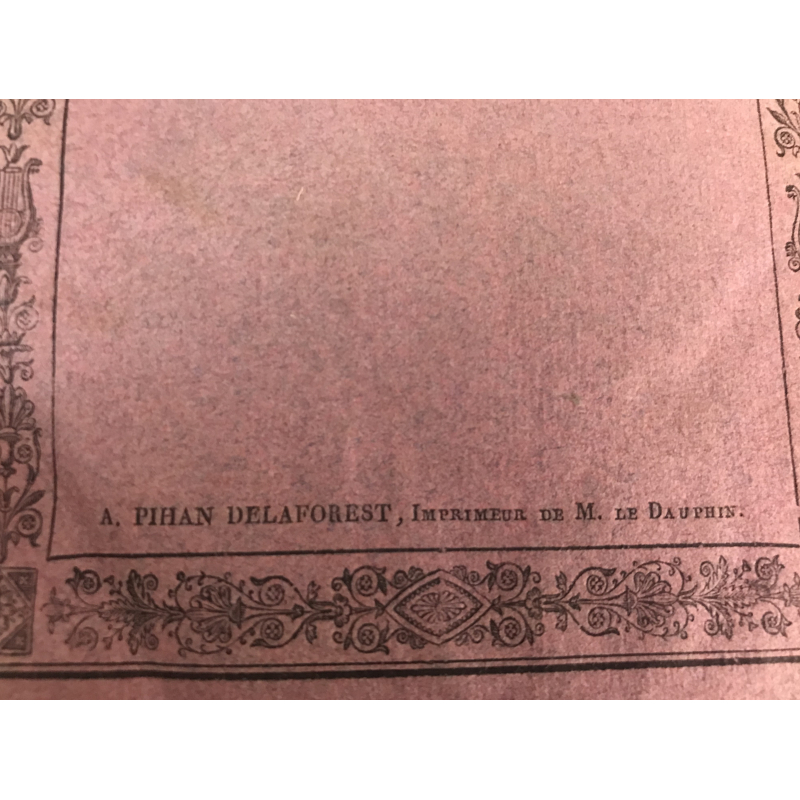 A. PIHAN DELAFOREST, IMPRIMEUR DE M. LE DAUPHIN.